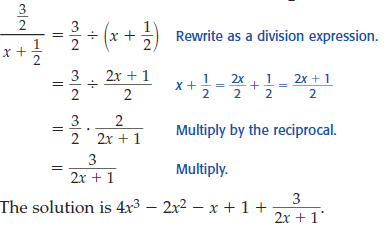 (3/2)/(x + 1/2) = 3/2 ÷ (x + 1/2) Rewrite as a division expression.
= 3/2 ÷ (2x + 1)/2 x + 1/2 = 2x/2 + 1/2 = (2x + 1)/2
= 3/2 · 2/(2x + 1) Multiply by the reciprocal.
= 3/(2x + 1) Multiply.
The solution is 4x³ − 2x² − x + 1 + 3/(2x + 1).